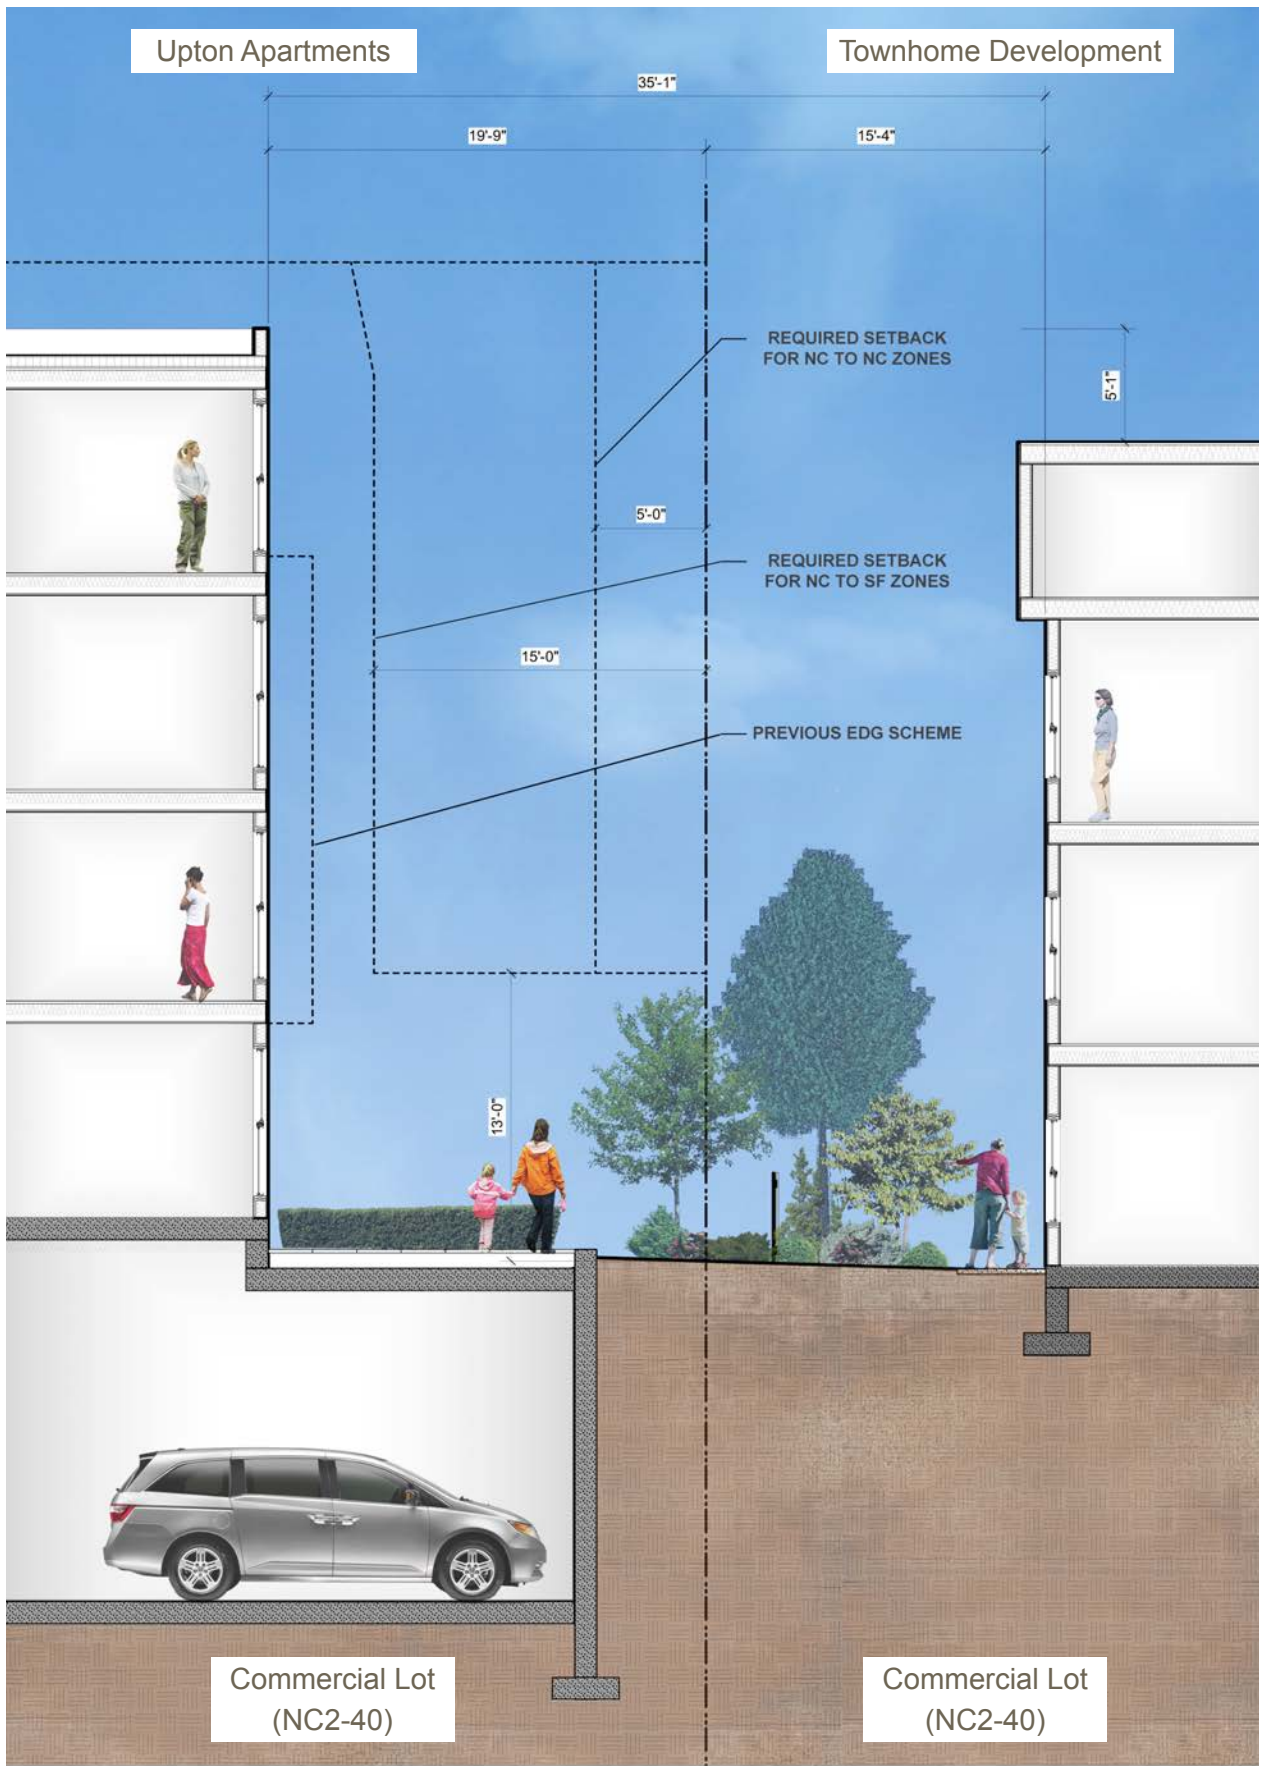 Upton Apartments
Townhome Development
35'-1"
19'-9"
15'-4"
REQUIRED SETBACK
FOR NC TO NC ZONES
5'-1"
5'-0"
REQUIRED SETBACK
FOR NC TO SF ZONES
15'-0"
PREVIOUS EDG SCHEME
13'-0"
Commercial Lot
(NC2-40)
Commercial Lot
(NC2-40)